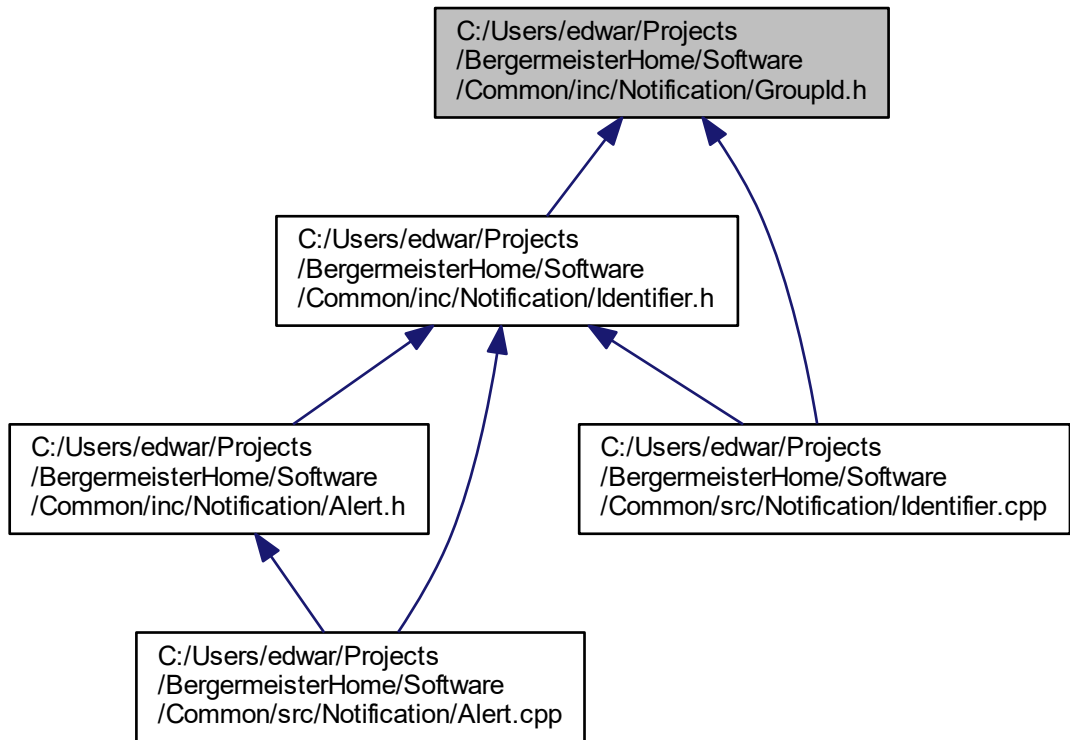 C:/Users/edwar/Projects
/BergermeisterHome/Software
/Common/inc/Notification/GroupId.h
C:/Users/edwar/Projects
/BergermeisterHome/Software
/Common/inc/Notification/Identifier.h
C:/Users/edwar/Projects
/BergermeisterHome/Software
/Common/inc/Notification/Alert.h
C:/Users/edwar/Projects
/BergermeisterHome/Software
/Common/src/Notification/Identifier.cpp
C:/Users/edwar/Projects
/BergermeisterHome/Software
/Common/src/Notification/Alert.cpp